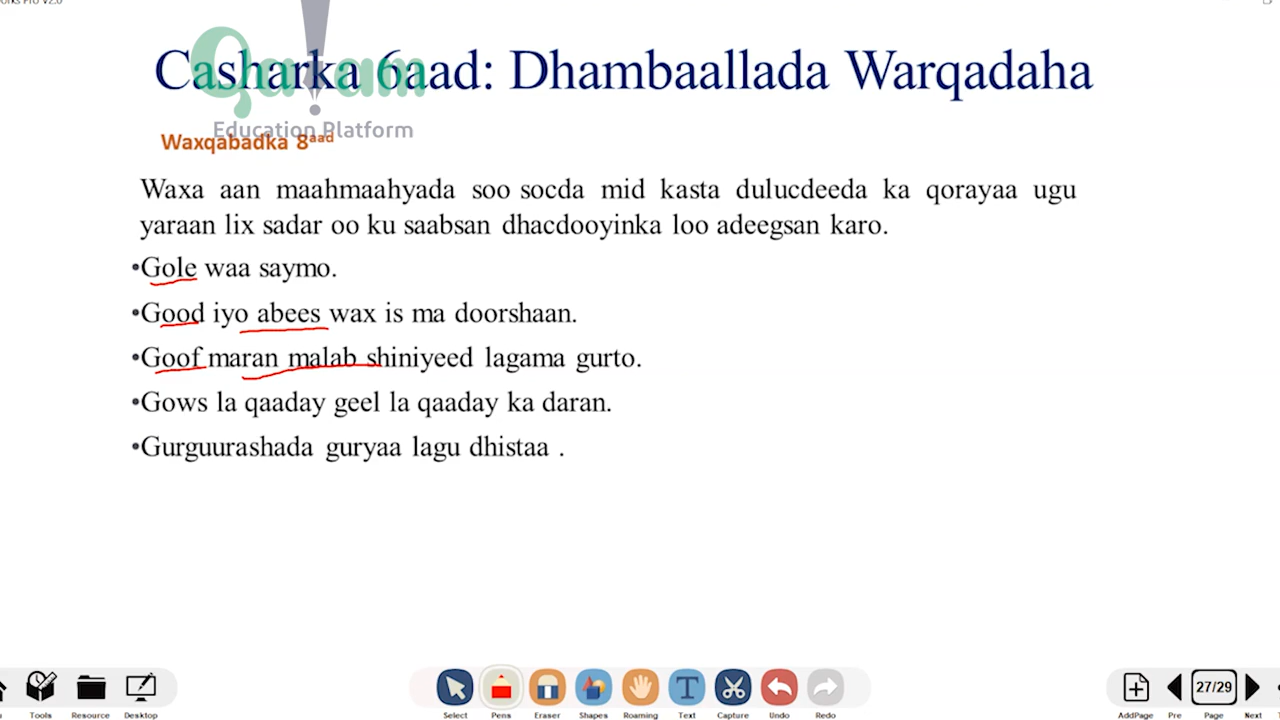 Casharka 6aad: Dhambaallada Warqadaha
Qalam
Education Platform
Waxqabadka 8aad
Waxa aan maahmaahyada soo socda mid kasta dulucdeeda ka qorayaa ugu
yaraan lix sadar oo ku saabsan dhacdooyinka loo adeegsan karo.
•Gole waa saymo.
•Good iyo abees wax is ma doorshaan.
•Goof maran malab shiniyeed lagama gurto.
•Gows la qaaday geel la qaaday ka daran.
•Gurguurashada guryaa lagu dhistaa .
Tools Resource Desktop Select Pens Eraser Shapes Roaming Text Capture Undo Redo AddPage Pre Page Next
27/29